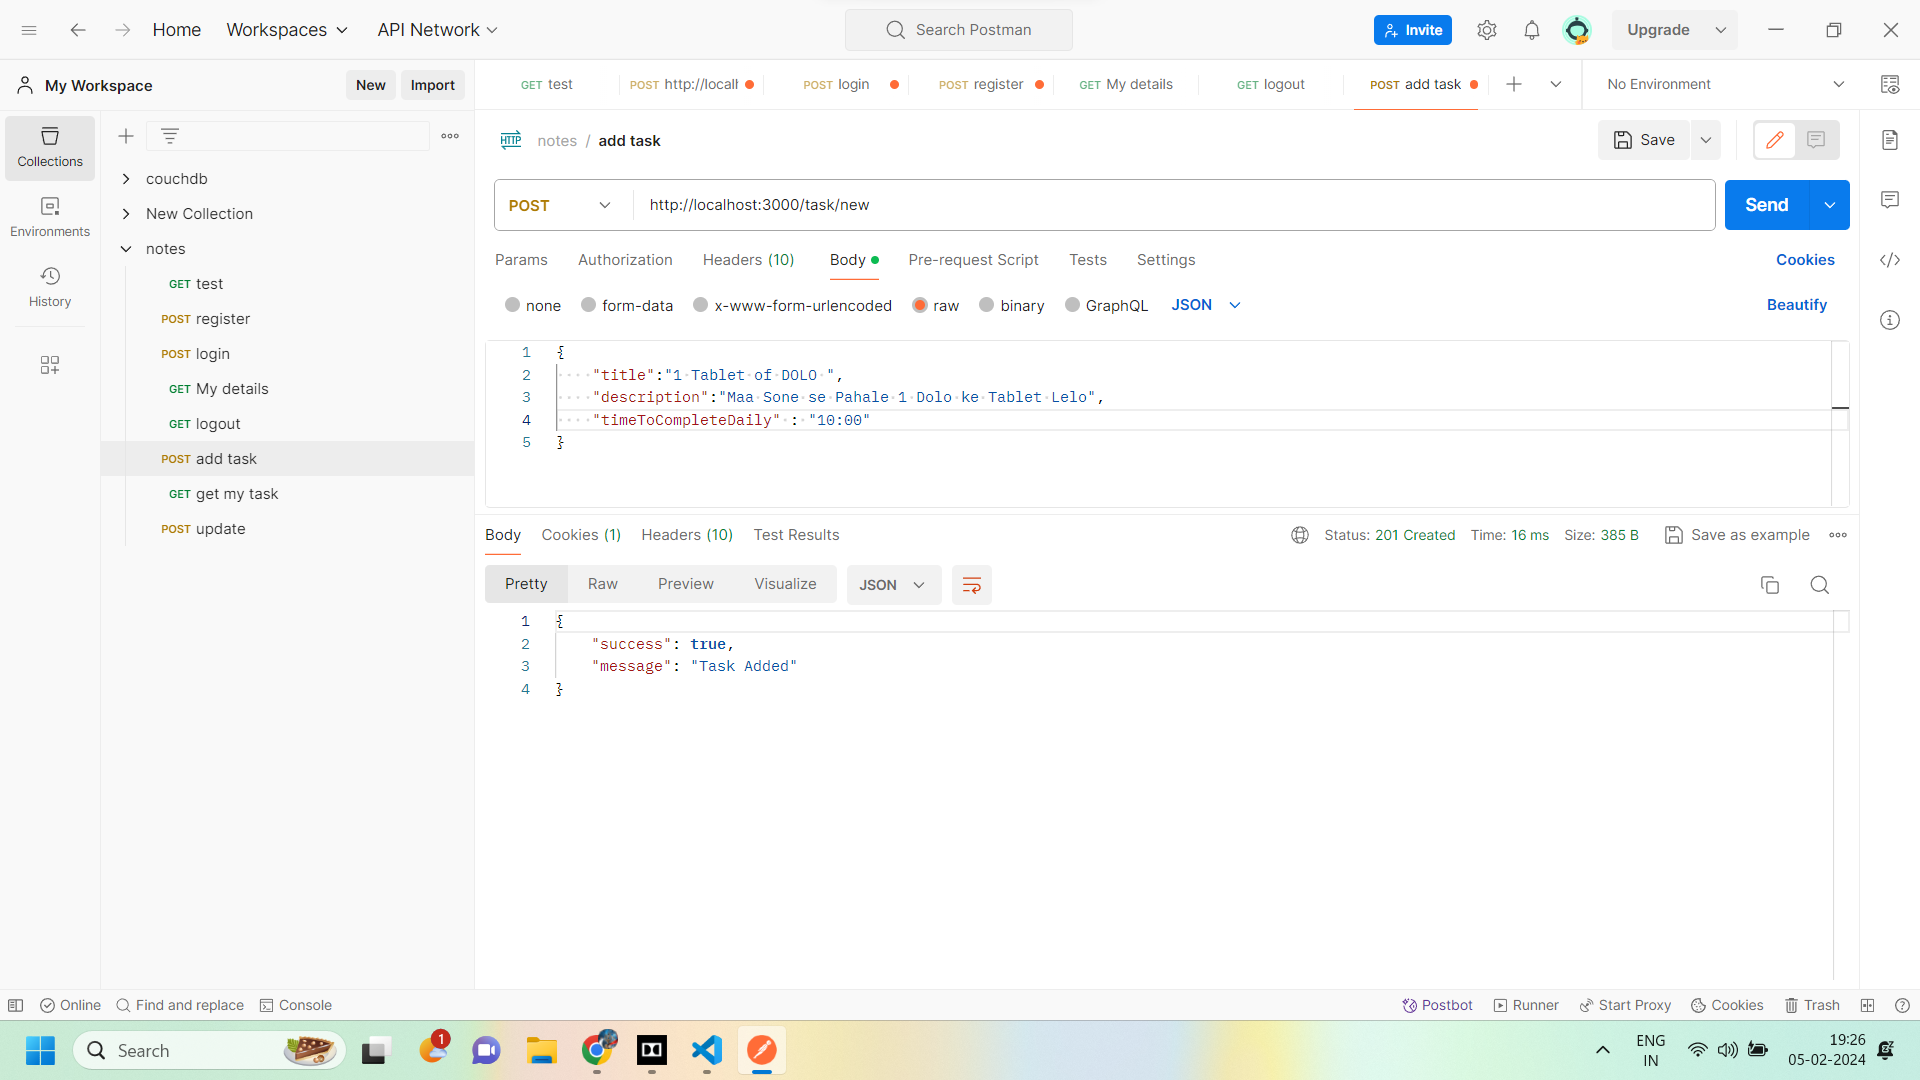 Home Workspaces API Network Search Postman Invite Upgrade
My Workspace New Import
GET test POST http://locall POST login POST register GET My details GET logout POST add task No Environment
Collections
Environments
History
couchdb
New Collection
notes
GET test
POST register
POST login
GET My details
GET logout
POST add task
GET get my task
POST update
HTTP notes / add task Save
POST http://localhost:3000/task/new Send
Params Authorization Headers (10) Body Pre-request Script Tests Settings Cookies
none form-data x-www-form-urlencoded raw binary GraphQL JSON Beautify
1 {
2 "title":"1 Tablet of DOLO ",
3 "description":"Maa Sone se Pahale 1 Dolo ke Tablet Lelo",
4 "timeToCompleteDaily" : "10:00"
5 }
Body Cookies (1) Headers (10) Test Results Status: 201 Created Time: 16 ms Size: 385 B Save as example
Pretty Raw Preview Visualize JSON
1 {
2 "success": true,
3 "message": "Task Added"
4 }
Online Find and replace Console Postbot Runner Start Proxy Cookies Trash
Search 1 ENG IN 19:26
05-02-2024